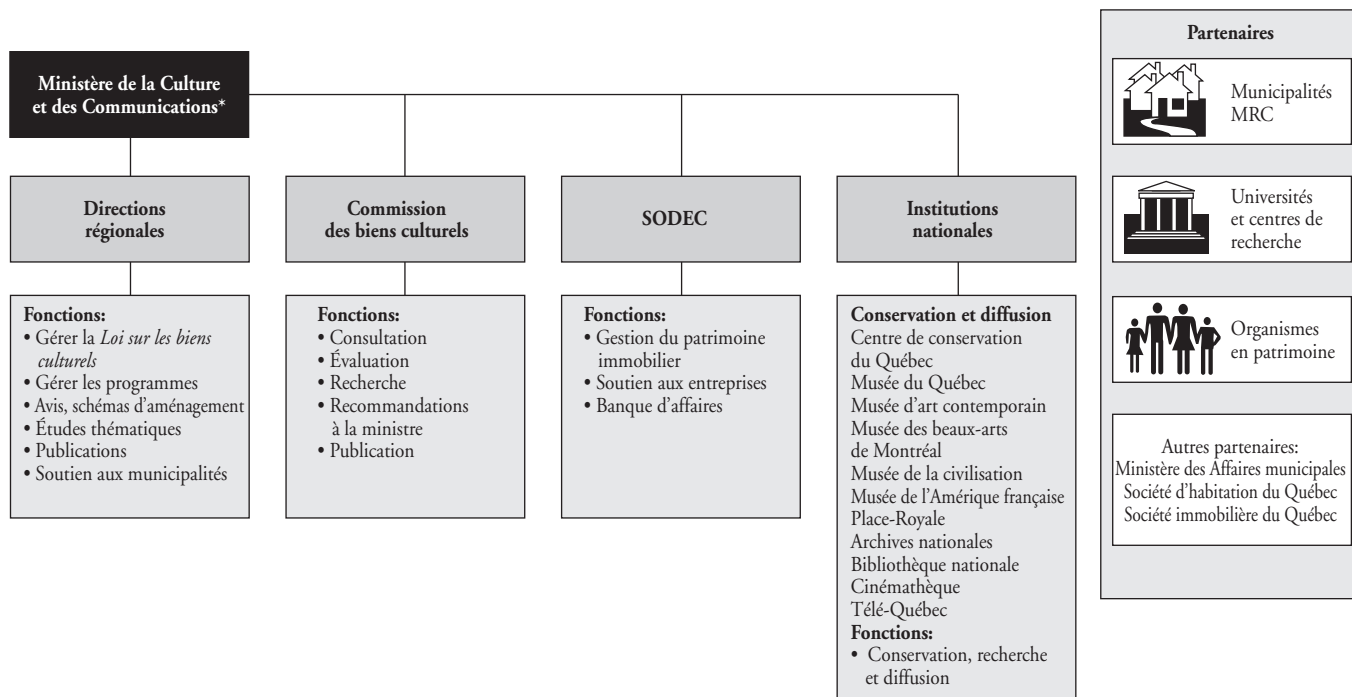 Ministère de la Culture
et des Communications*
Directions
régionales
Fonctions:
• Gérer la Loi sur les biens
culturels
• Gérer les programmes
• Avis, schémas d'aménagement
• Études thématiques
• Publications
• Soutien aux municipalités
Commission
des biens culturels
Fonctions:
• Consultation
• Évaluation
• Recherche
• Recommandations
à la ministre
• Publication
SODEC
Fonctions:
• Gestion du patrimoine
immobilier
• Soutien aux entreprises
• Banque d'affaires
Institutions
nationales
Conservation et diffusion
Centre de conservation
du Québec
Musée du Québec
Musée d'art contemporain
Musée des beaux-arts
de Montréal
Musée de la civilisation
Musée de l'Amérique française
Place-Royale
Archives nationales
Bibliothèque nationale
Cinémathèque
Télé-Québec
Fonctions:
• Conservation, recherche
et diffusion
Partenaires
Municipalités
MRC
Universités
et centres de
recherche
Organismes
en patrimoine
Autres partenaires:
Ministère des Affaires municipales
Société d'habitation du Québec
Société immobilière du Québec